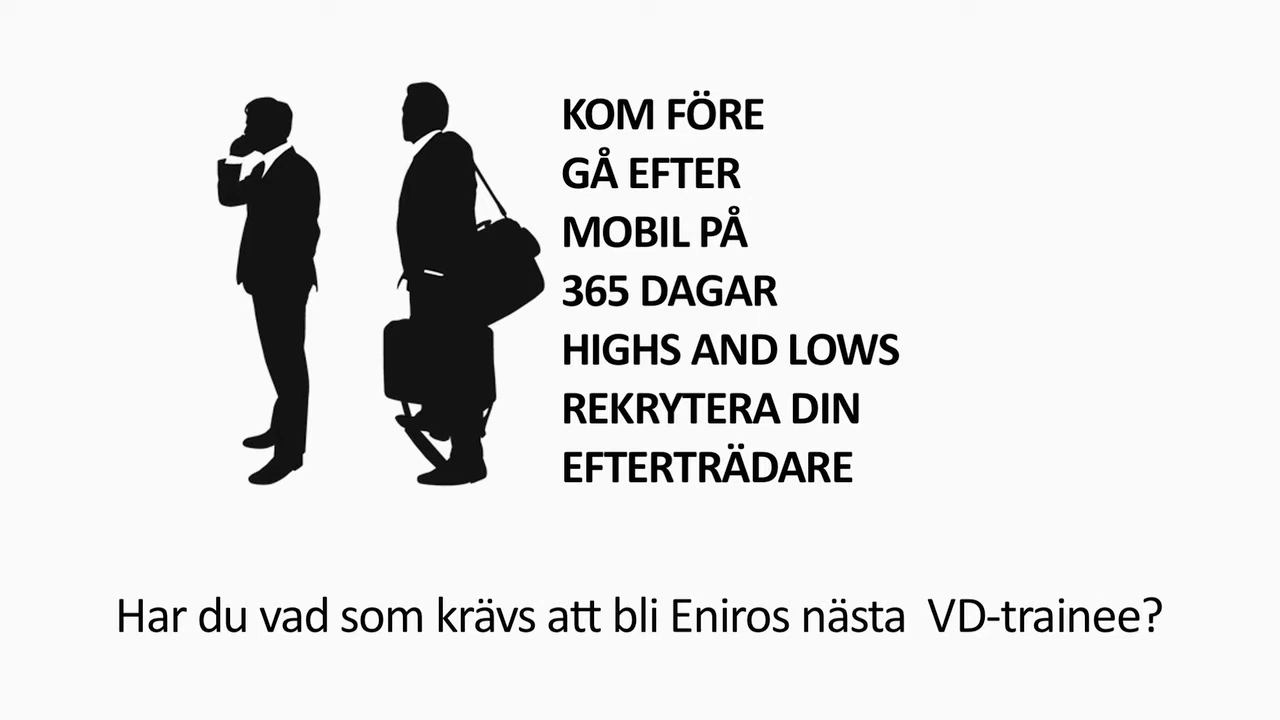 KOM FÖRE
GÅ EFTER
MOBIL PÅ
365 DAGAR
HIGHS AND LOWS
REKRYTERA DIN
EFTERTRÄDARE
Har du vad som krävs att bli Eniros nästa  VD-trainee?